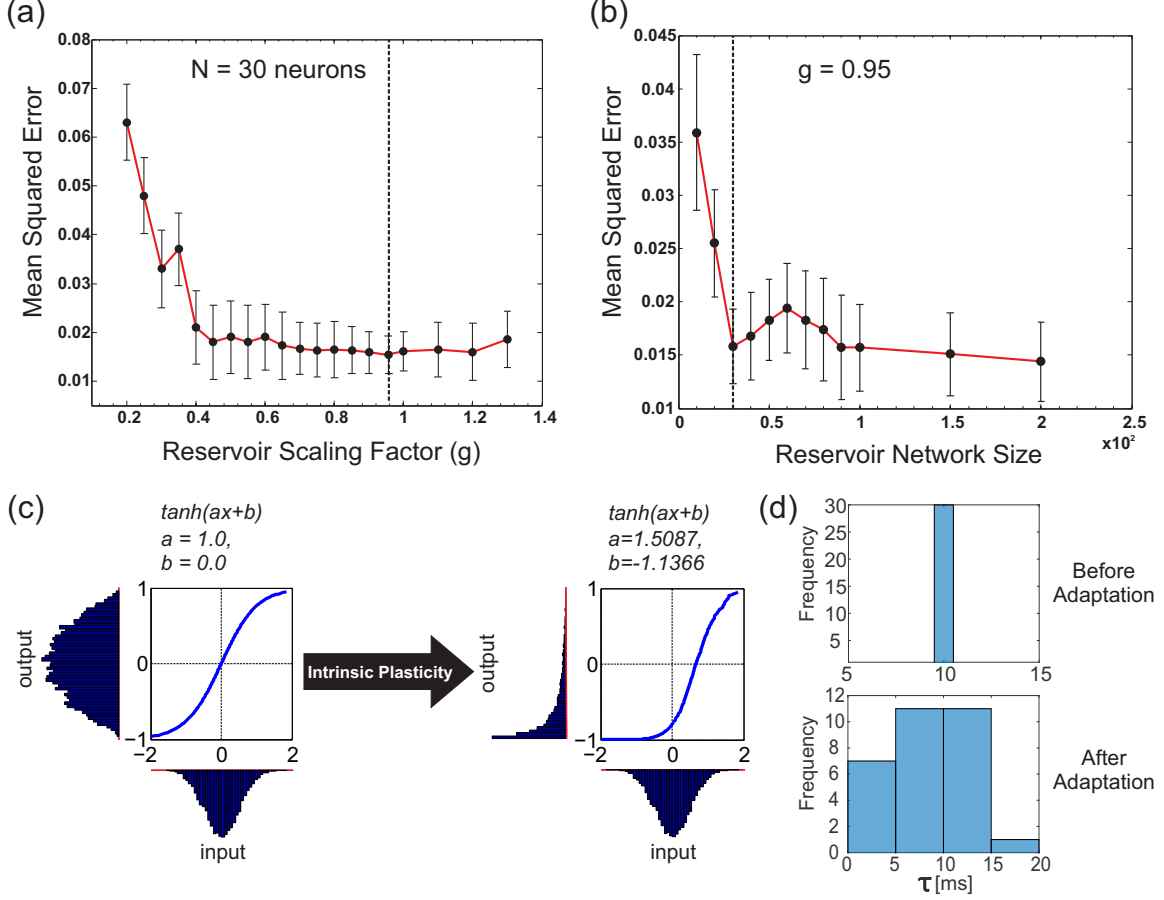 (a)
N = 30 neurons
Mean Squared Error
0.08
0.07
0.06
0.05
0.04
0.03
0.02
0.01
0.2 0.4 0.6 0.8 1 1.2 1.4
Reservoir Scaling Factor (g)
(b)
g = 0.95
Mean Squared Error
0.045
0.04
0.035
0.03
0.025
0.02
0.015
0.01
0 0.5 1 1.5 2 2.5
x10²
Reservoir Network Size
(c)
tanh(ax+b)
a = 1.0,
b = 0.0
output
1
0
−1
−2 0 2
input
Intrinsic Plasticity
tanh(ax+b)
a=1.5087,
b=-1.1366
output
1
0
−1
−2 0 2
input
(d)
Frequency
30
25
20
15
10
5
5 10 15
Before
Adaptation
Frequency
12
10
8
6
4
2
0
0 5 10 15 20
τ [ms]
After
Adaptation